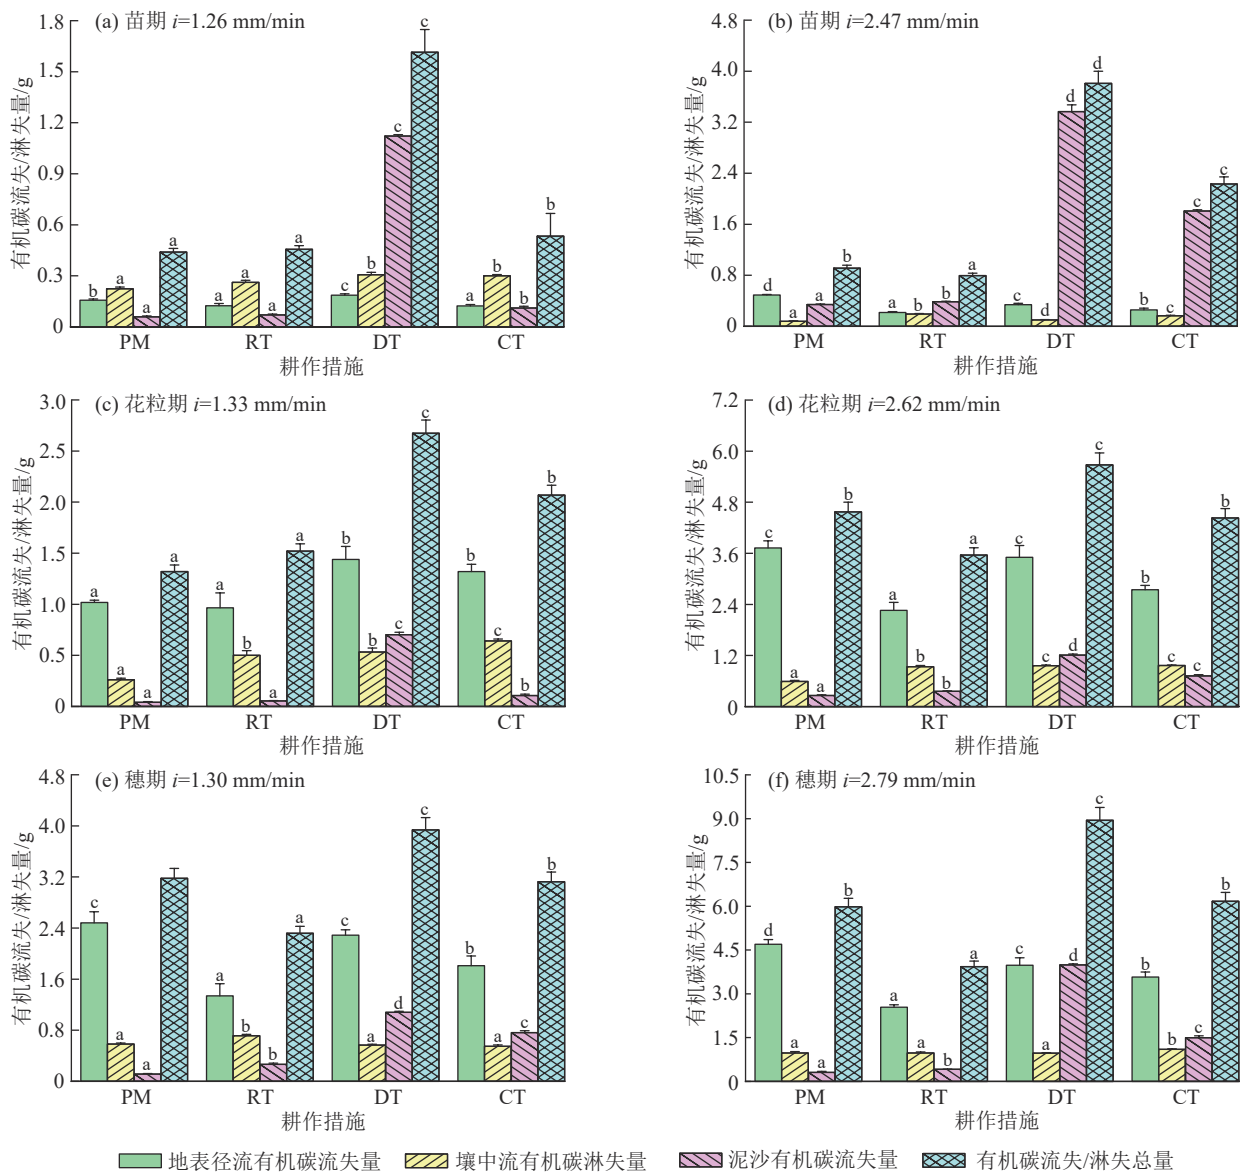 (a) 苗期 i=1.26 mm/min
有机碳流失/淋失量/g
1.8
1.5
1.2
0.9
0.6
0.3
0
b a a a
a a a a
c b c c
a b b b
PM RT DT CT
耕作措施
(b) 苗期 i=2.47 mm/min
有机碳流失/淋失量/g
4.8
4.0
3.2
2.4
1.6
0.8
0
d a a b
a b b a
c d d d
b c c c
PM RT DT CT
耕作措施
(c) 花粒期 i=1.33 mm/min
有机碳流失/淋失量/g
3.0
2.5
2.0
1.5
1.0
0.5
0
a a a a
a b a a
b b c c
b c b b
PM RT DT CT
耕作措施
(d) 花粒期 i=2.62 mm/min
有机碳流失/淋失量/g
7.2
6.0
4.8
3.6
2.4
1.2
0
c a a b
a b b a
c c d c
b c c b
PM RT DT CT
耕作措施
(e) 穗期 i=1.30 mm/min
有机碳流失/淋失量/g
4.8
4.0
3.2
2.4
1.6
0.8
0
c a a
a b b a
c a d c
b a c b
PM RT DT CT
耕作措施
(f) 穗期 i=2.79 mm/min
有机碳流失/淋失量/g
10.5
9.0
7.5
6.0
4.5
3.0
1.5
0
d a a b
a a b a
c a d c
b b c b
PM RT DT CT
耕作措施
地表径流有机碳流失量 壤中流有机碳淋失量 泥沙有机碳流失量 有机碳流失/淋失总量